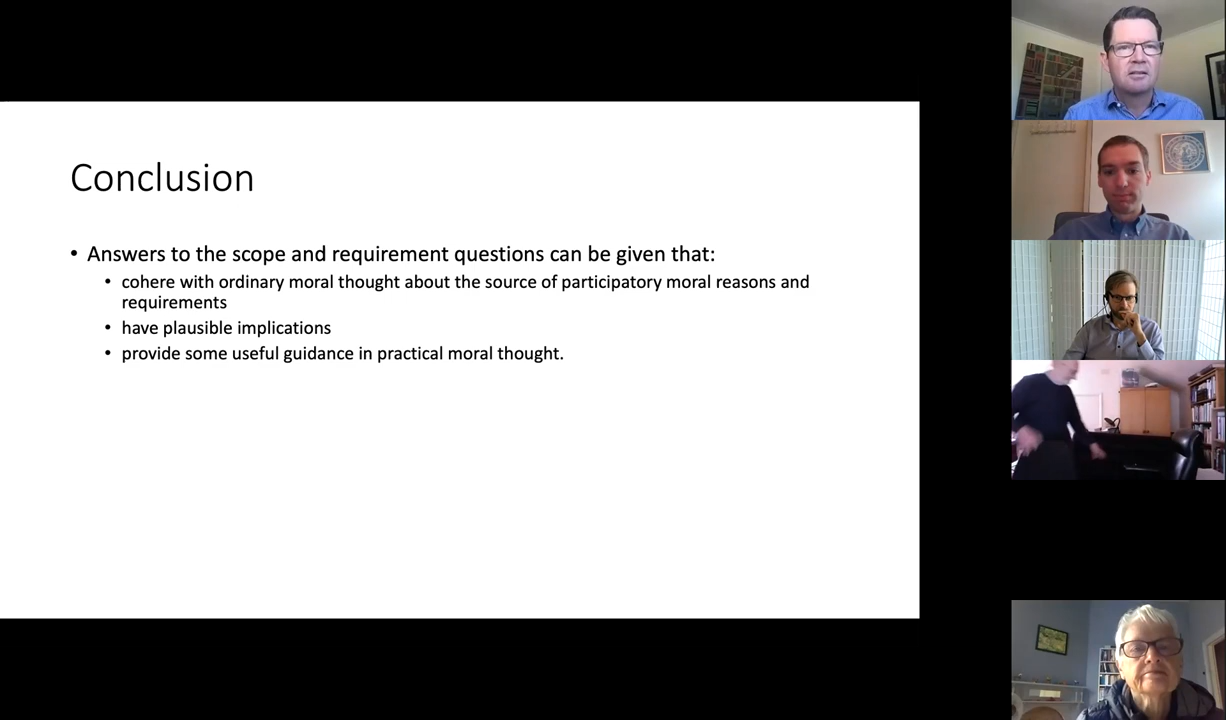 Conclusion
• Answers to the scope and requirement questions can be given that:
• cohere with ordinary moral thought about the source of participatory moral reasons and
requirements
• have plausible implications
• provide some useful guidance in practical moral thought.